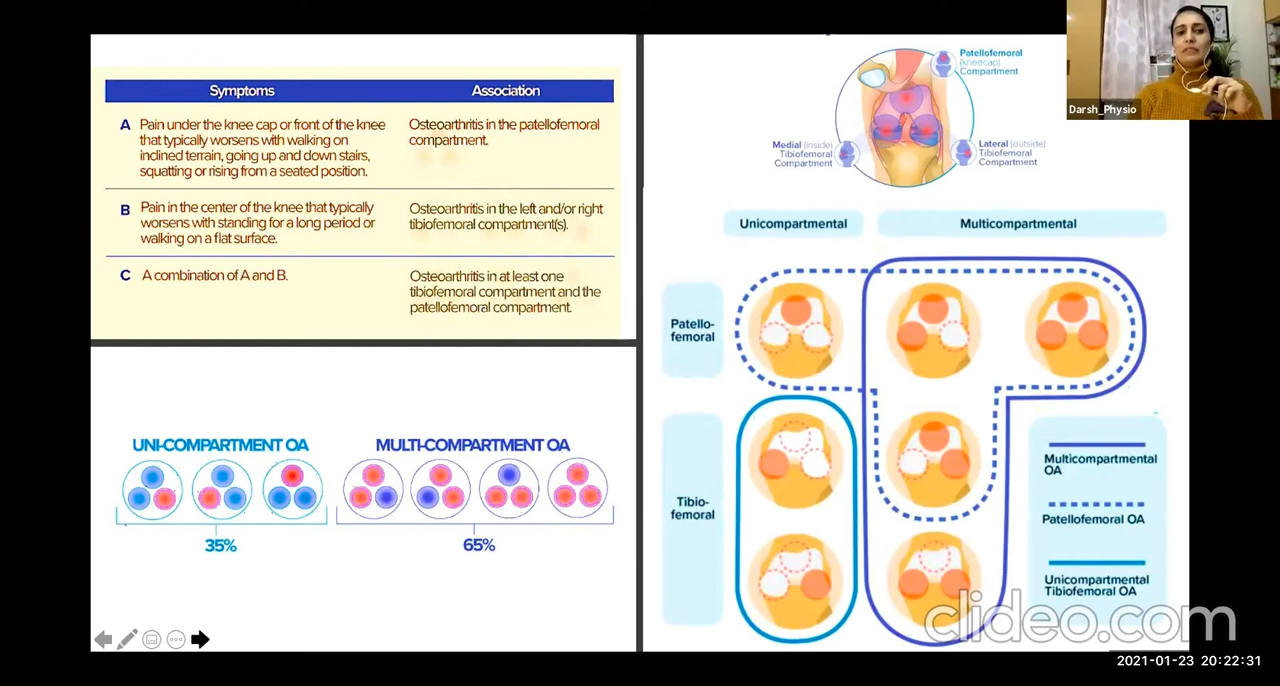 Symptoms
Association
A Pain under the knee cap or front of the knee
that typically worsens with walking on
inclined terrain, going up and down stairs,
squatting or rising from a seated position.
Osteoarthritis in the patellofemoral
compartment.
B Pain in the center of the knee that typically
worsens with standing for a long period or
walking on a flat surface.
Osteoarthritis in the left and/or right
tibiofemoral compartment(s).
C A combination of A and B.
Osteoarthritis in at least one
tibiofemoral compartment and the
patellofemoral compartment.
UNI-COMPARTMENT OA
MULTI-COMPARTMENT OA
35%
65%
Patellofemoral
(kneecap)
Compartment
Medial (inside)
Tibiofemoral
Compartment
Lateral (outside)
Tibiofemoral
Compartment
Unicompartmental
Multicompartmental
Patello-
femoral
Tibio-
femoral
Multicompartmental
OA
Patellofemoral OA
Unicompartmental
Tibiofemoral OA
Darsh_Physio
clideo.com
2021-01-23 20:22:31